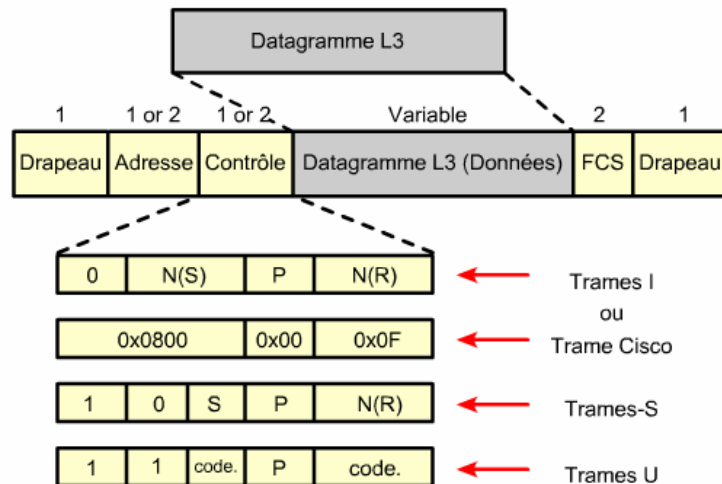 Datagramme L3
1 1 or 2 1 or 2 Variable 2 1
Drapeau Adresse Contrôle Datagramme L3 (Données) FCS Drapeau
0 N(S) P N(R) Trames I
ou
0x0800 0x00 0x0F Trame Cisco
1 0 S P N(R) Trames-S
1 1 code. P code. Trames U